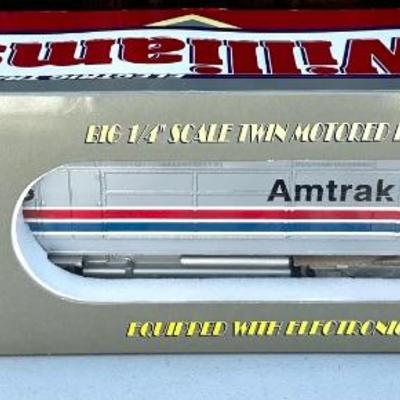 Williams
BIG 1/4" SCALE TWIN MOTORED
Amtrak
EQUIPPED WITH ELECTRONIC